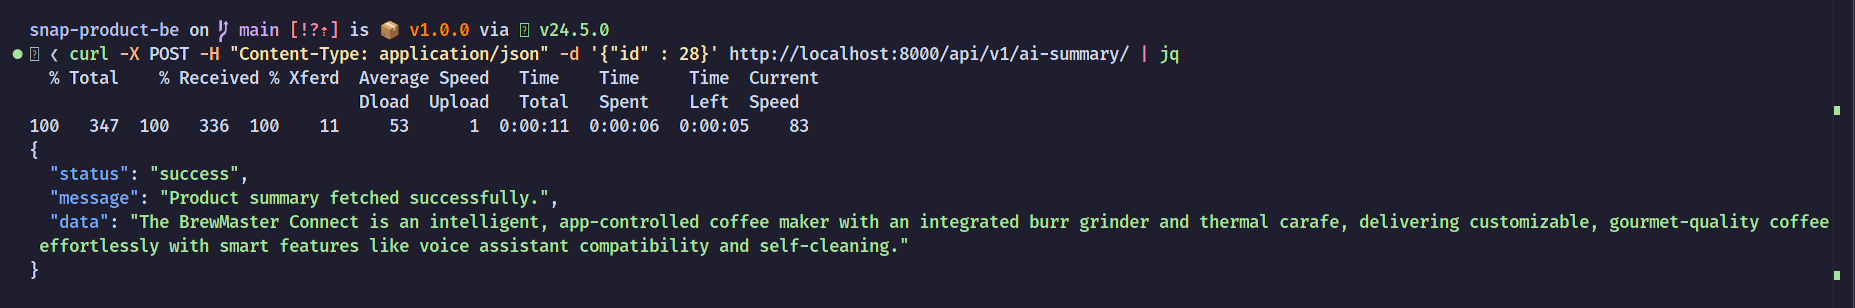 snap-product-be on main [!?⇡] is 📦 v1.0.0 via v24.5.0
❮ curl -X POST -H "Content-Type: application/json" -d '{"id" : 28}' http://localhost:8000/api/v1/ai-summary/ | jq
% Total % Received % Xferd Average Speed Time Time Time Current
Dload Upload Total Spent Left Speed
100 347 100 336 100 11 53 1 0:00:11 0:00:06 0:00:05 83
{
"status": "success",
"message": "Product summary fetched successfully.",
"data": "The BrewMaster Connect is an intelligent, app-controlled coffee maker with an integrated burr grinder and thermal carafe, delivering customizable, gourmet-quality coffee
effortlessly with smart features like voice assistant compatibility and self-cleaning."
}